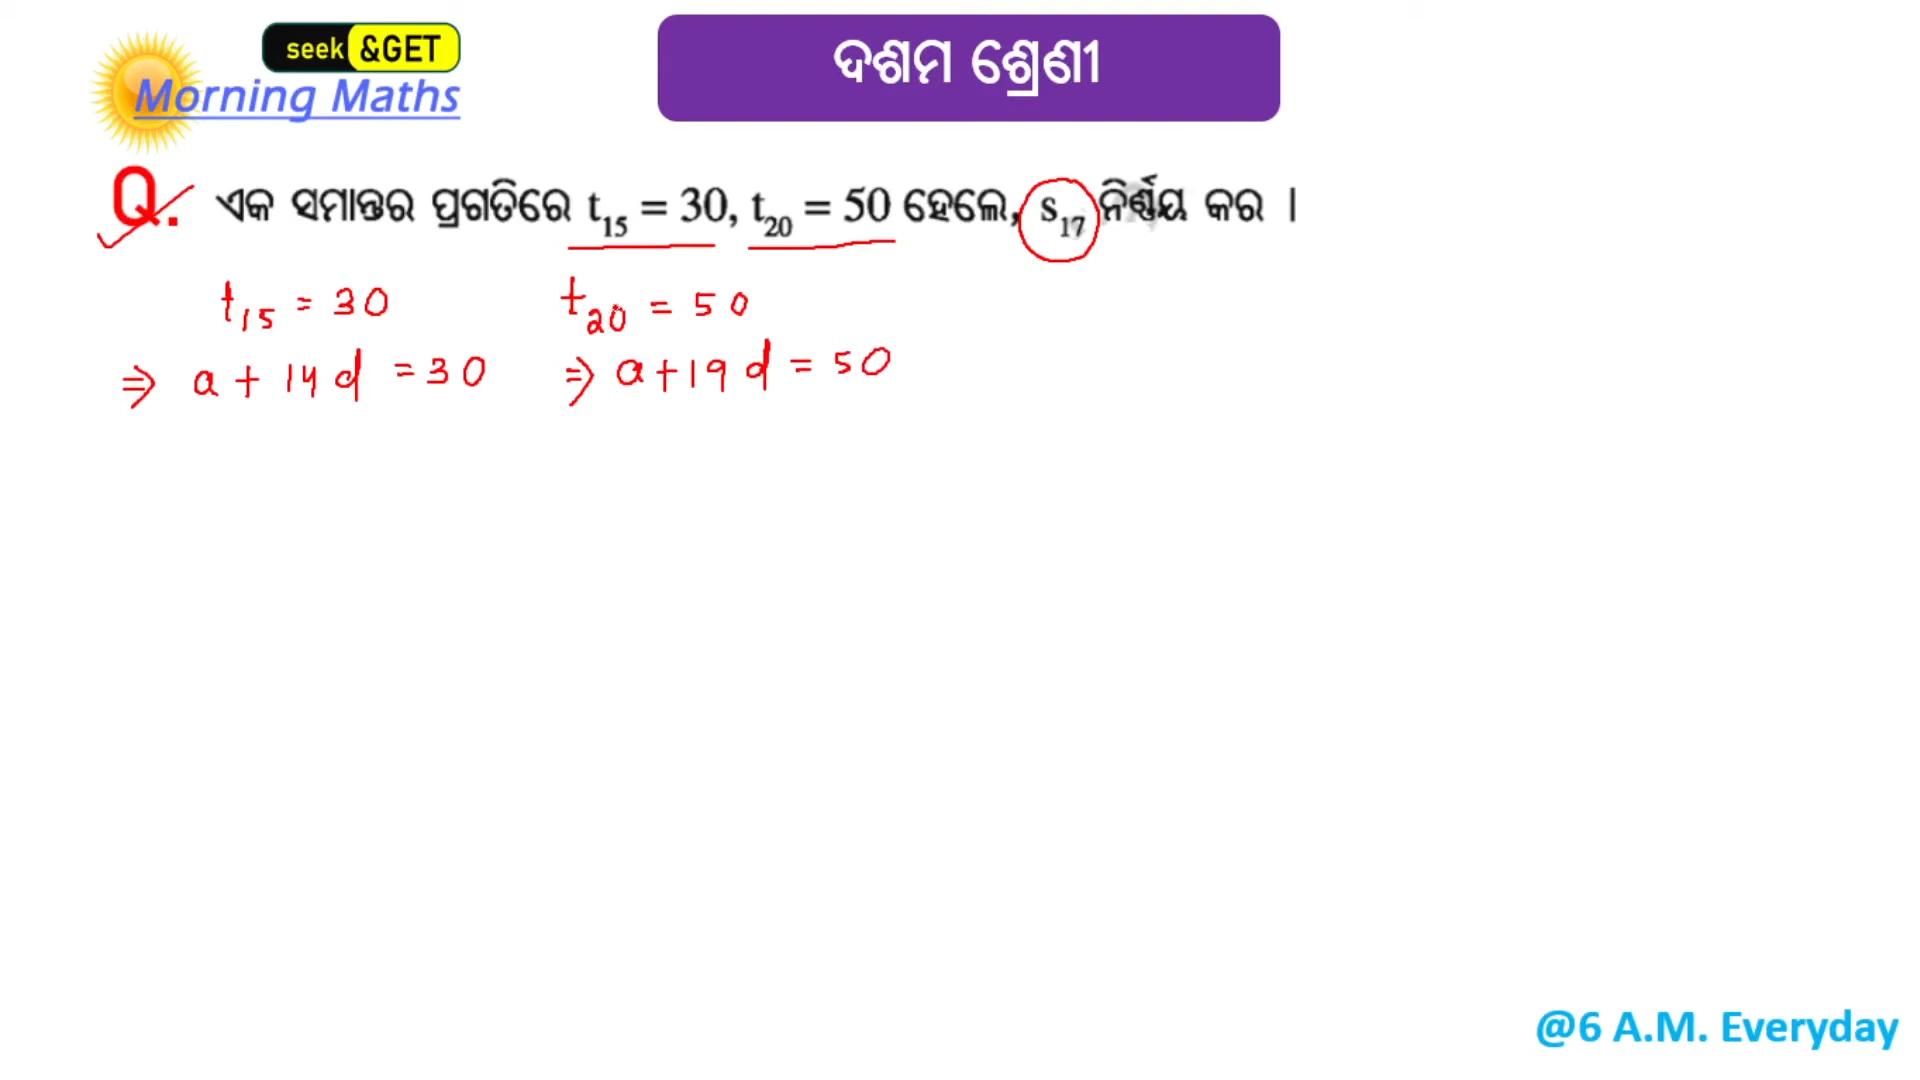 seek &GET
Morning Maths
ଦଶମ ଶ୍ରେଣୀ
Q. ଏକ ସମାନ୍ତର ପ୍ରଗତିରେ t₁₅ = 30, t₂₀ = 50 ହେଲେ, s₁₇ ନିର୍ଣ୍ଣୟ କର ।
t₁₅ = 30 t₂₀ = 50
⇒ a + 14d = 30 ⇒ a + 19d = 50
@6 A.M. Everyday